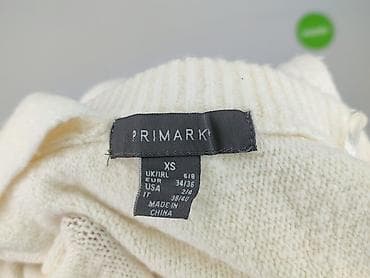 PRIMARK
XS
UK/IRL 6/8
EUR 34/36
USA 2/4
IT 38/40
MADE IN
CHINA